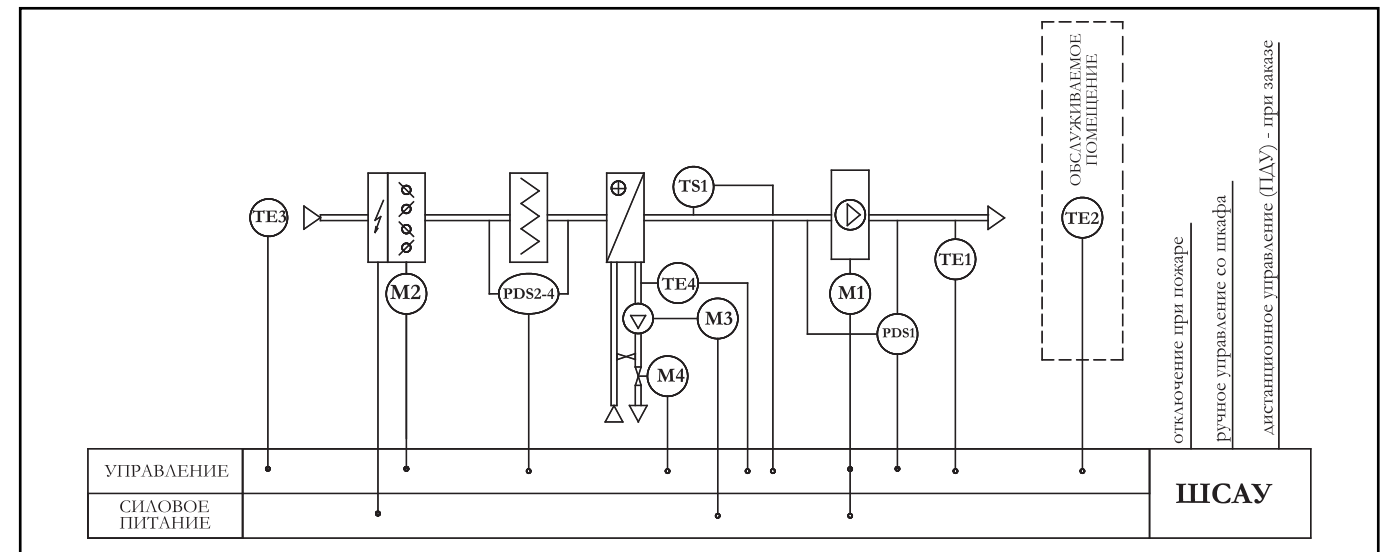 ОБСЛУЖИВАЕМОЕ
ПОМЕЩЕНИЕ
TE3
TS1
TE2
TE1
M2
PDS2-4
TE4
M3
M1
PDS1
M4
отключение при пожаре
ручное управление со шкафа
дистанционное управление (ПДУ) - при заказе
УПРАВЛЕНИЕ
СИЛОВОЕ
ПИТАНИЕ
ШСАУ